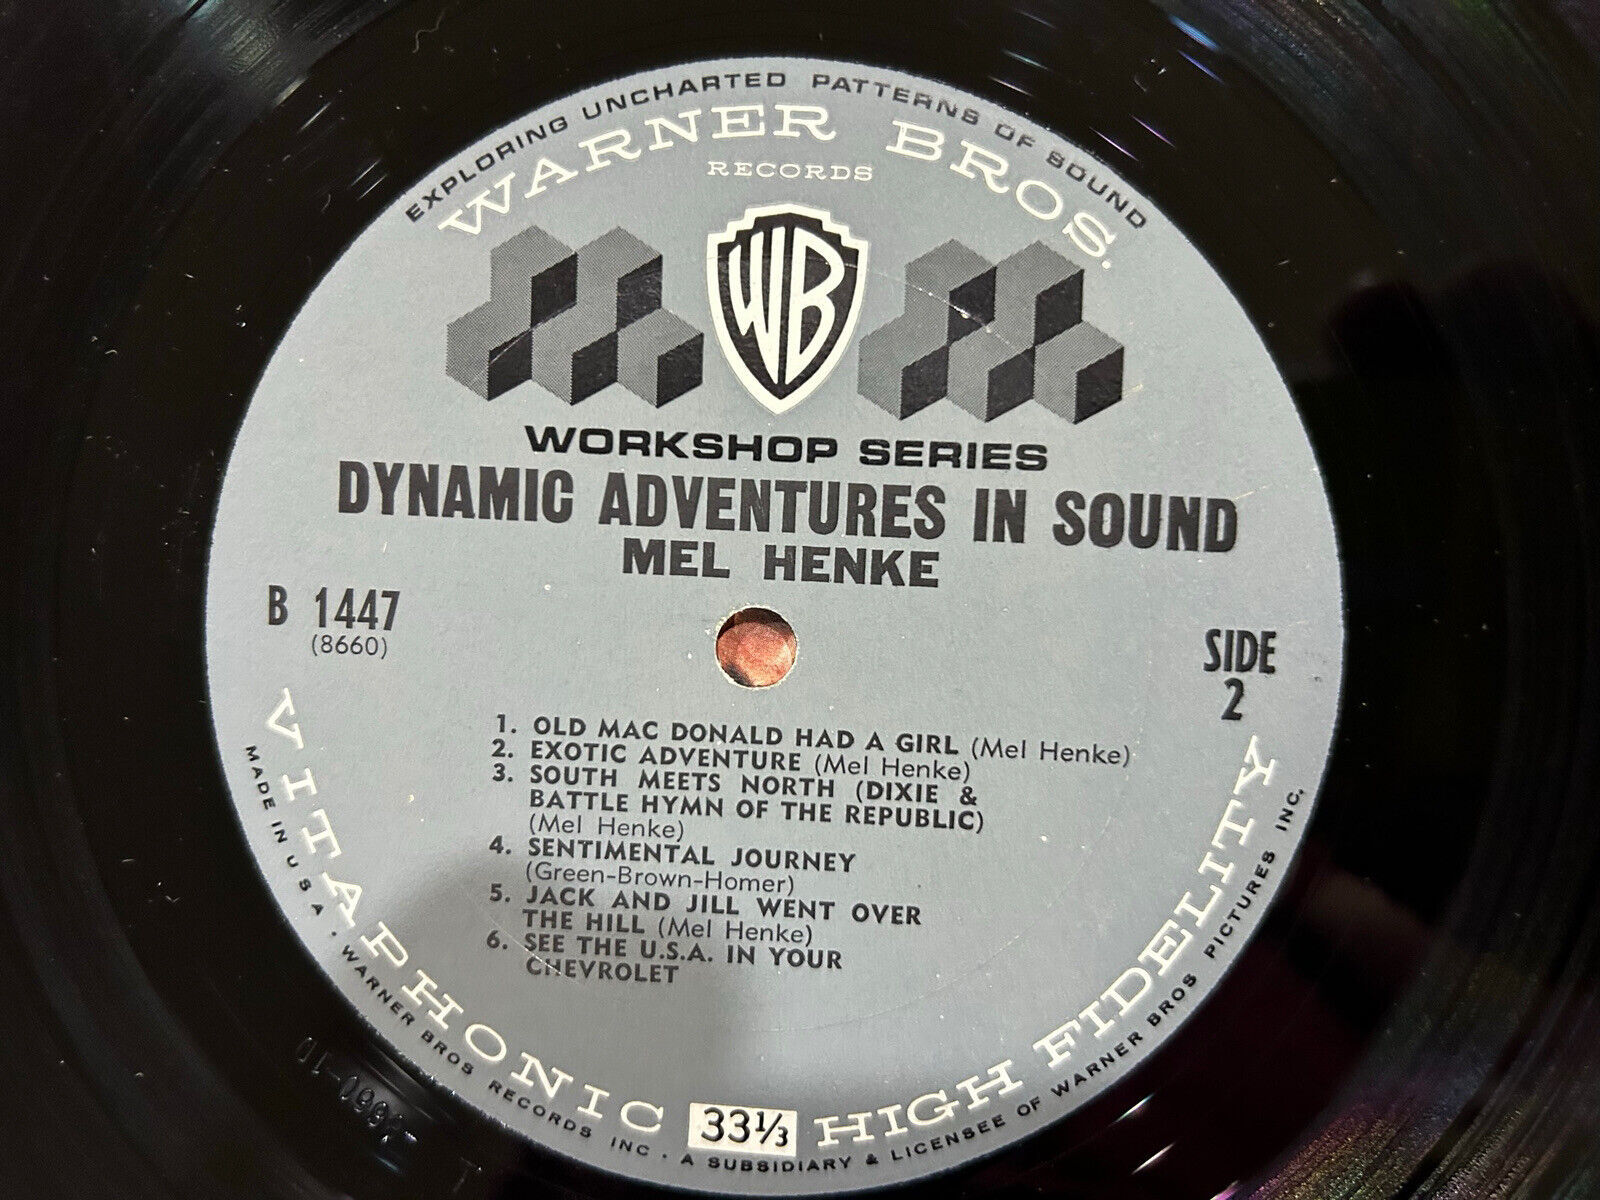 EXPLORING UNCHARTED PATTERNS OF SOUND
WARNER BROS.
RECORDS
WB
WORKSHOP SERIES
DYNAMIC ADVENTURES IN SOUND
MEL HENKE
B 1447
(8660)
SIDE
2
1. OLD MAC DONALD HAD A GIRL (Mel Henke)
2. EXOTIC ADVENTURE (Mel Henke)
3. SOUTH MEETS NORTH (DIXIE &
BATTLE HYMN OF THE REPUBLIC)
(Mel Henke)
4. SENTIMENTAL JOURNEY
(Green-Brown-Homer)
5. JACK AND JILL WENT OVER
THE HILL (Mel Henke)
6. SEE THE U.S.A. IN YOUR
CHEVROLET
VITAPHONIC 33⅓ HIGH FIDELITY
MADE IN U S A . WARNER BROS RECORDS INC . A SUBSIDIARY & LICENSEE OF WARNER BROS PICTURES INC.